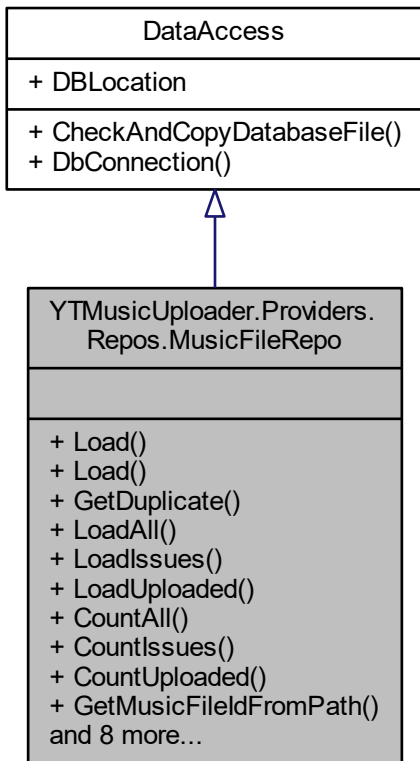 DataAccess
+ DBLocation
+ CheckAndCopyDatabaseFile()
+ DbConnection()
YTMusicUploader.Providers.
Repos.MusicFileRepo
+ Load()
+ Load()
+ GetDuplicate()
+ LoadAll()
+ LoadIssues()
+ LoadUploaded()
+ CountAll()
+ CountIssues()
+ CountUploaded()
+ GetMusicFileIdFromPath()
and 8 more...